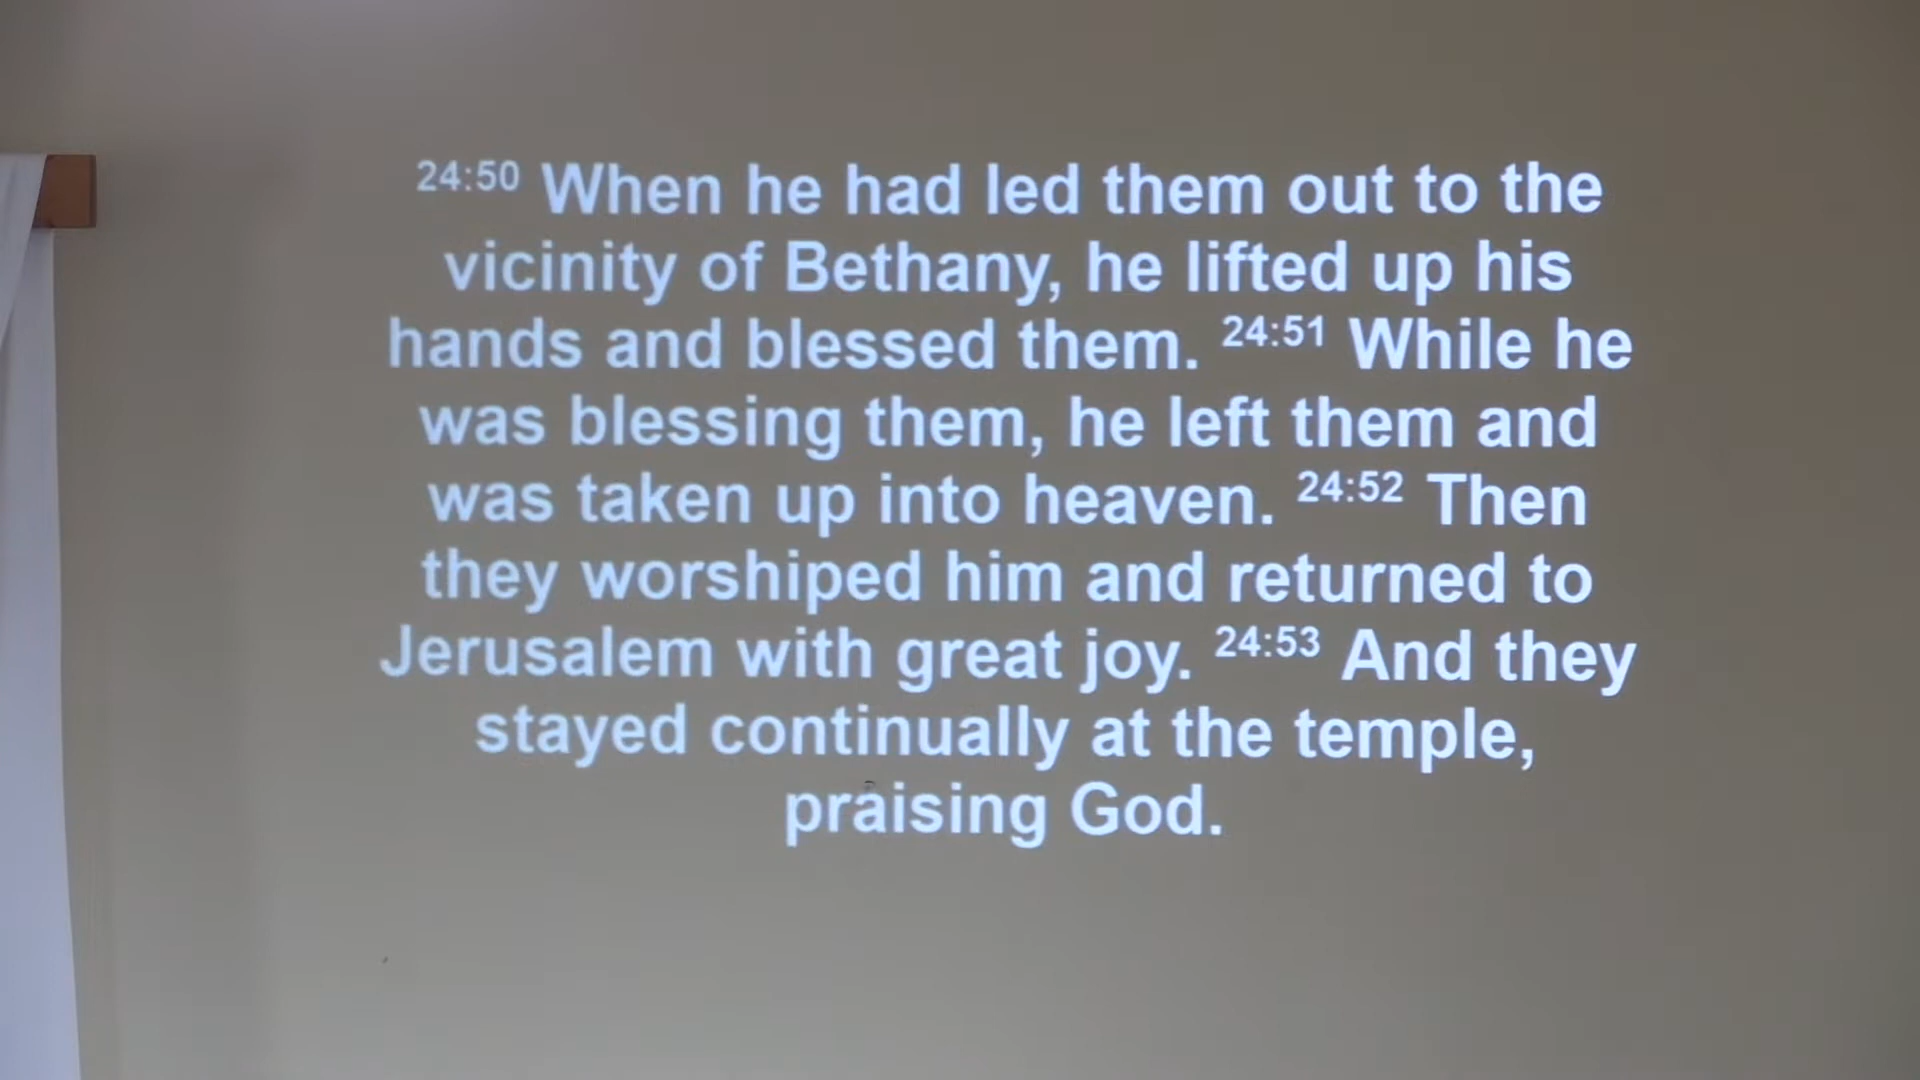 24:50 When he had led them out to the
vicinity of Bethany, he lifted up his
hands and blessed them. 24:51 While he
was blessing them, he left them and
was taken up into heaven. 24:52 Then
they worshiped him and returned to
Jerusalem with great joy. 24:53 And they
stayed continually at the temple,
praising God.